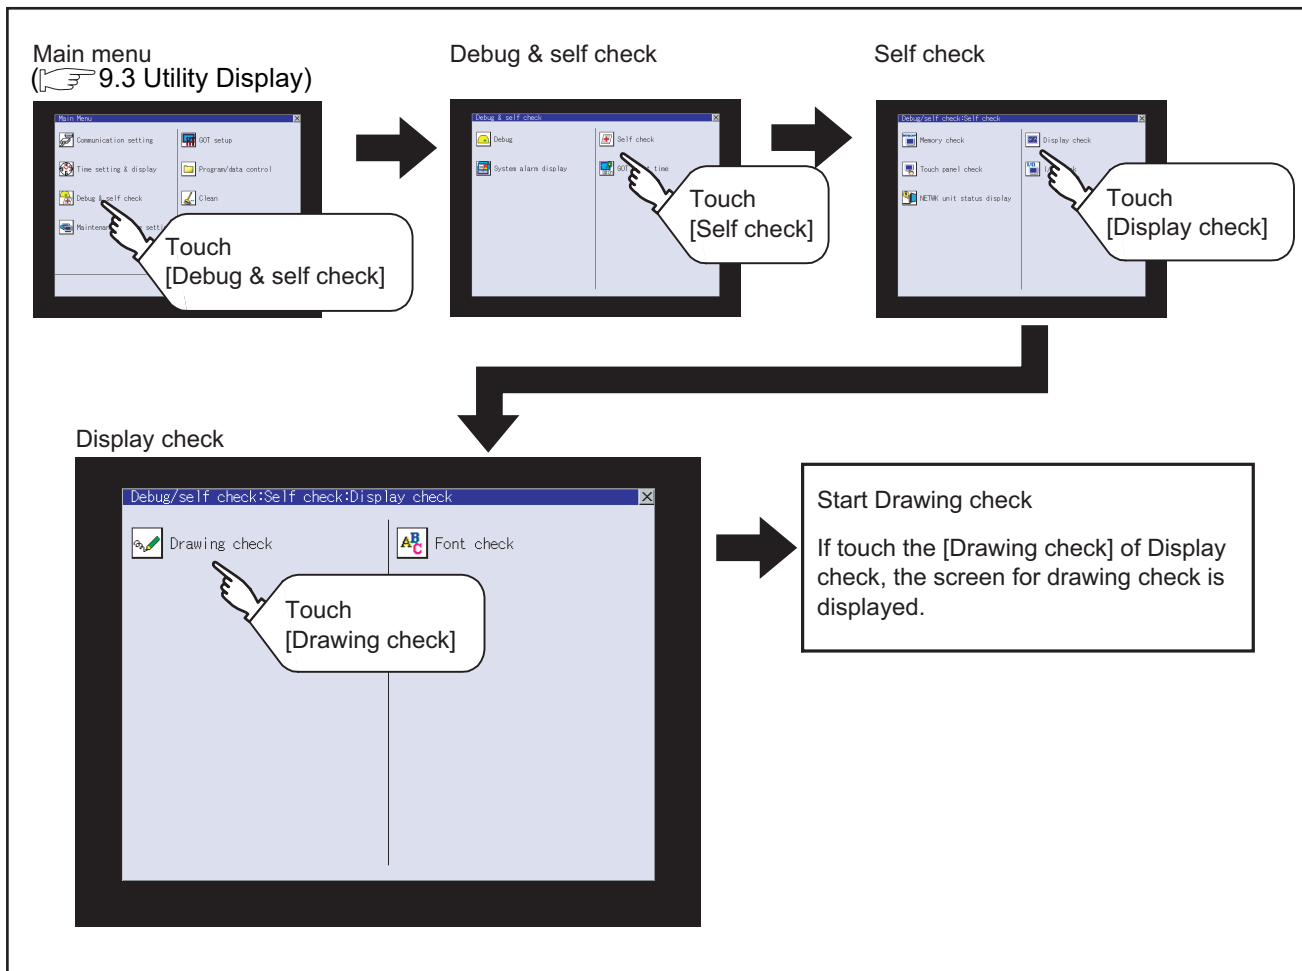 Main menu
(9.3 Utility Display)
Main Menu
Communication setting
GOT setup
Time setting & display
Program/data control
Debug & self check
Clean
Touch
[Debug & self check]
Debug & self check
Debug & self check
Debug
Self check
System alarm display
GOT time
Touch
[Self check]
Self check
Debug/self check:Self check
Memory check
Display check
Touch panel check
NETWK unit status display
Touch
[Display check]
Display check
Debug/self check:Self check:Display check
Drawing check
Font check
Touch
[Drawing check]
Start Drawing check
If touch the [Drawing check] of Display
check, the screen for drawing check is
displayed.